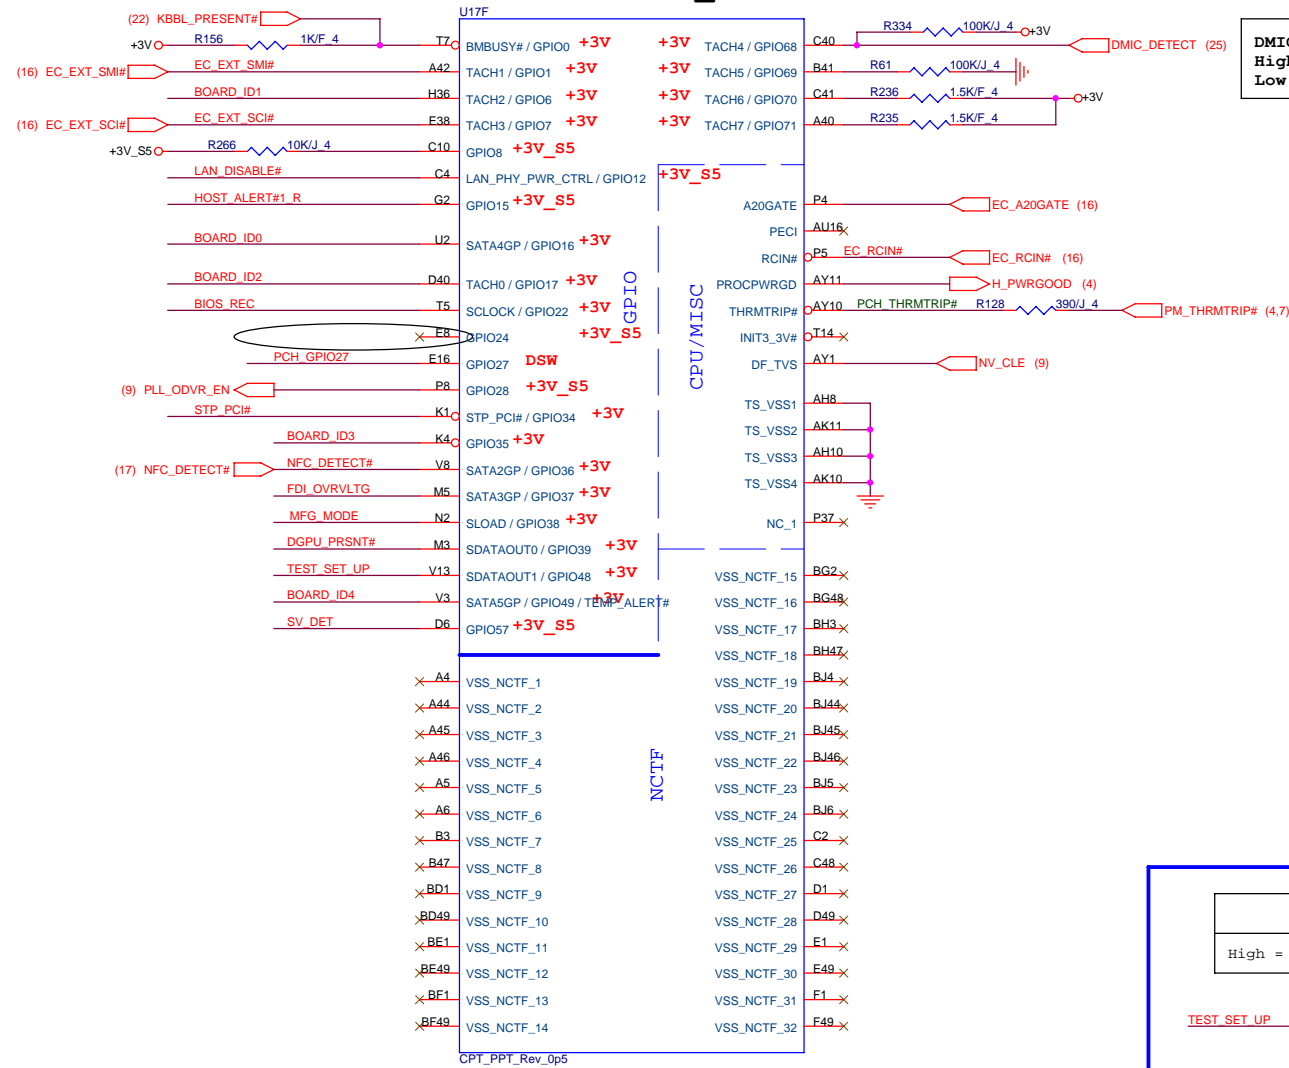 U17F
(22) KBBL_PRESENT#
+3V R156 1K/F_4 T7 BMBUSY# / GPIO0 +3V
(16) EC_EXT_SMI# EC_EXT_SMI# A42 TACH1 / GPIO1 +3V
BOARD_ID1 H36 TACH2 / GPIO6 +3V
(16) EC_EXT_SCI# EC_EXT_SCI# E38 TACH3 / GPIO7 +3V
+3V_S5 R266 10K/J_4 C10 GPIO8 +3V_S5
LAN_DISABLE# C4 LAN_PHY_PWR_CTRL / GPIO12 +3V_S5
HOST_ALERT#1_R G2 GPIO15 +3V_S5
BOARD_ID0 U2 SATA4GP / GPIO16 +3V
BOARD_ID2 D40 TACH0 / GPIO17 +3V
BIOS_REC T5 SCLOCK / GPIO22 +3V
E8 GPIO24 +3V_S5
PCH_GPIO27 E16 GPIO27 DSW
(9) PLL_ODVR_EN P8 GPIO28 +3V_S5
STP_PCI# K1 STP_PCI# / GPIO34 +3V
BOARD_ID3 K4 GPIO35 +3V
(17) NFC_DETECT# NFC_DETECT# V8 SATA2GP / GPIO36 +3V
FDI_OVRVLTG M5 SATA3GP / GPIO37 +3V
MFG_MODE N2 SLOAD / GPIO38 +3V
DGPU_PRSNT# M3 SDATAOUT0 / GPIO39 +3V
TEST_SET_UP V13 SDATAOUT1 / GPIO48 +3V
BOARD_ID4 V3 SATA5GP / GPIO49 / TEMP_ALERT# +3V
SV_DET D6 GPIO57 +3V_S5
A4 VSS_NCTF_1
A44 VSS_NCTF_2
A45 VSS_NCTF_3
A46 VSS_NCTF_4
A5 VSS_NCTF_5
A6 VSS_NCTF_6
B3 VSS_NCTF_7
B47 VSS_NCTF_8
BD1 VSS_NCTF_9
BD49 VSS_NCTF_10
BE1 VSS_NCTF_11
BE49 VSS_NCTF_12
BF1 VSS_NCTF_13
BF49 VSS_NCTF_14
GPIO
CPU/MISC
NCTF
+3V TACH4 / GPIO68 C40 R334 100K/J_4 +3V
DMIC_DETECT (25)
+3V TACH5 / GPIO69 B41 R61 100K/J_4
+3V TACH6 / GPIO70 C41 R236 1.5K/F_4 +3V
+3V TACH7 / GPIO71 A40 R235 1.5K/F_4
A20GATE P4 EC_A20GATE (16)
PECI AU16
RCIN# P5 EC_RCIN# EC_RCIN# (16)
PROCPWRGD AY11 H_PWRGOOD (4)
THRMTRIP# AY10 PCH_THRMTRIP# R128 390/J_4 PM_THRMTRIP# (4,7)
INIT3_3V# T14
DF_TVS AY1 NV_CLE (9)
TS_VSS1 AH8
TS_VSS2 AK11
TS_VSS3 AH10
TS_VSS4 AK10
NC_1 P37
VSS_NCTF_15 BG2
VSS_NCTF_16 BG48
VSS_NCTF_17 BH3
VSS_NCTF_18 BH47
VSS_NCTF_19 BJ4
VSS_NCTF_20 BJ44
VSS_NCTF_21 BJ45
VSS_NCTF_22 BJ46
VSS_NCTF_23 BJ5
VSS_NCTF_24 BJ6
VSS_NCTF_25 C2
VSS_NCTF_26 C48
VSS_NCTF_27 D1
VSS_NCTF_28 D49
VSS_NCTF_29 E1
VSS_NCTF_30 E49
VSS_NCTF_31 F1
VSS_NCTF_32 F49
CPT_PPT_Rev_0p5
DMIC
High
Low
High =
TEST_SET_UP